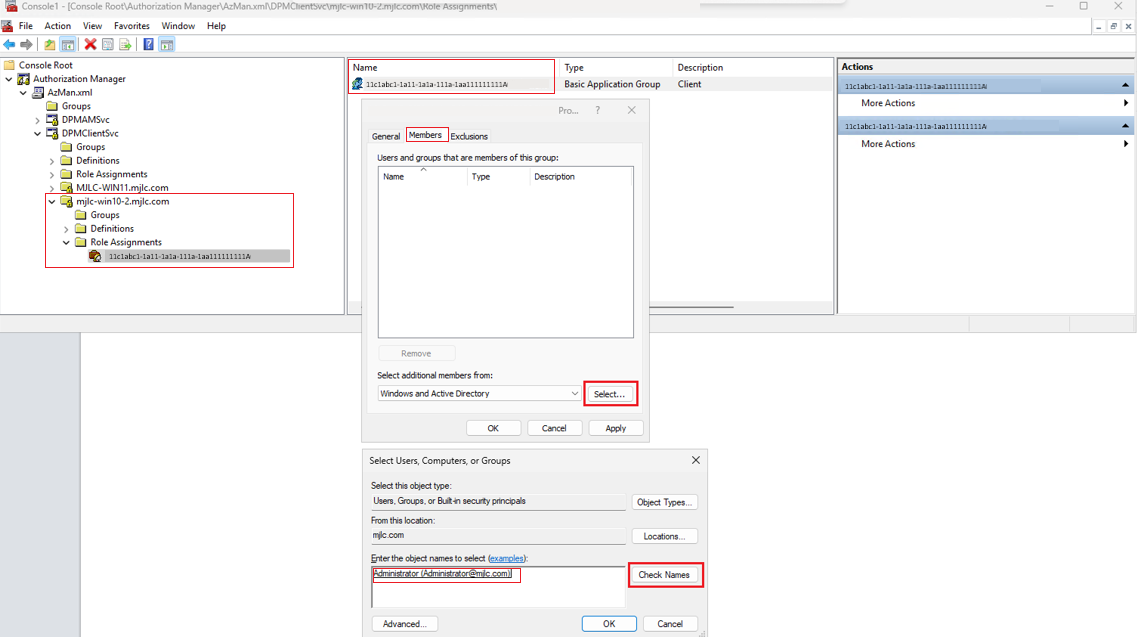 Console1 - [Console Root\Authorization Manager\AzMan.xml\DPMClientSvc\mjlc-win10-2.mjlc.com\Role Assignments\
File Action View Favorites Window Help
Console Root
Authorization Manager
AzMan.xml
Groups
DPMAMSvc
DPMClientSvc
Groups
Definitions
Role Assignments
MJLC-WIN11.mjlc.com
mjlc-win10-2.mjlc.com
Groups
Definitions
Role Assignments
11c1abc1-1a11-1a1a-111a-1aa111111111A
Name Type Description
11c1abc1-1a11-1a1a-111a-1aa111111111A Basic Application Group Client
Pro... ?
General Members Exclusions
Users and groups that are members of this group:
Name Type Description
Remove
Select additional members from:
Windows and Active Directory Select...
OK Cancel Apply
Select Users, Computers, or Groups
Select this object type:
Users, Groups, or Built-in security principals Object Types...
From this location:
mjlc.com Locations...
Enter the object names to select (examples):
Administrator (Administrator@mjlc.com) Check Names
Advanced... OK Cancel
Actions
11c1abc1-1a11-1a1a-111a-1aa111111111A
More Actions
11c1abc1-1a11-1a1a-111a-1aa111111111A
More Actions